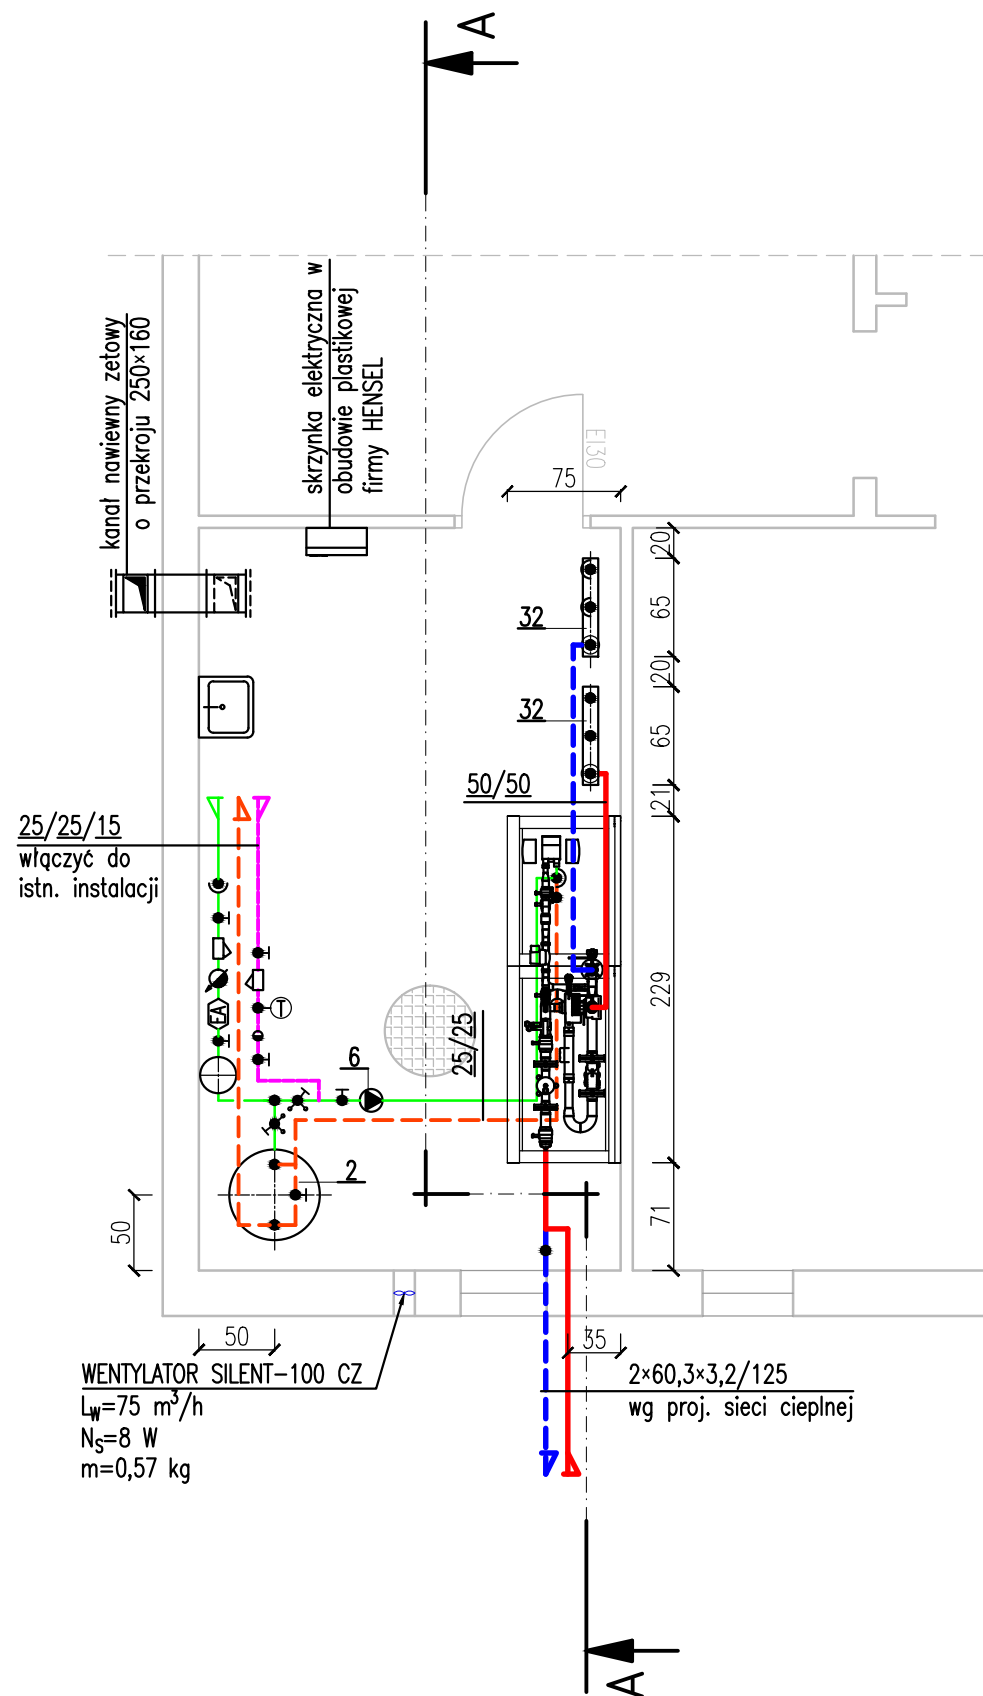 A
kanał nawiewny zetowy
o przekroju 250×160
skrzynka elektryczna w
obudowie plastikowej
firmy HENSEL
EI30
75
20
32
65
20
32
65
50/50
21
25/25/15
włączyć do
istn. instalacji
EA
T
229
25/25
6
2
71
50
50
35
WENTYLATOR SILENT-100 CZ
Lw=75 m³/h
Ns=8 W
m=0,57 kg
2×60,3×3,2/125
wg proj. sieci cieplnej
A